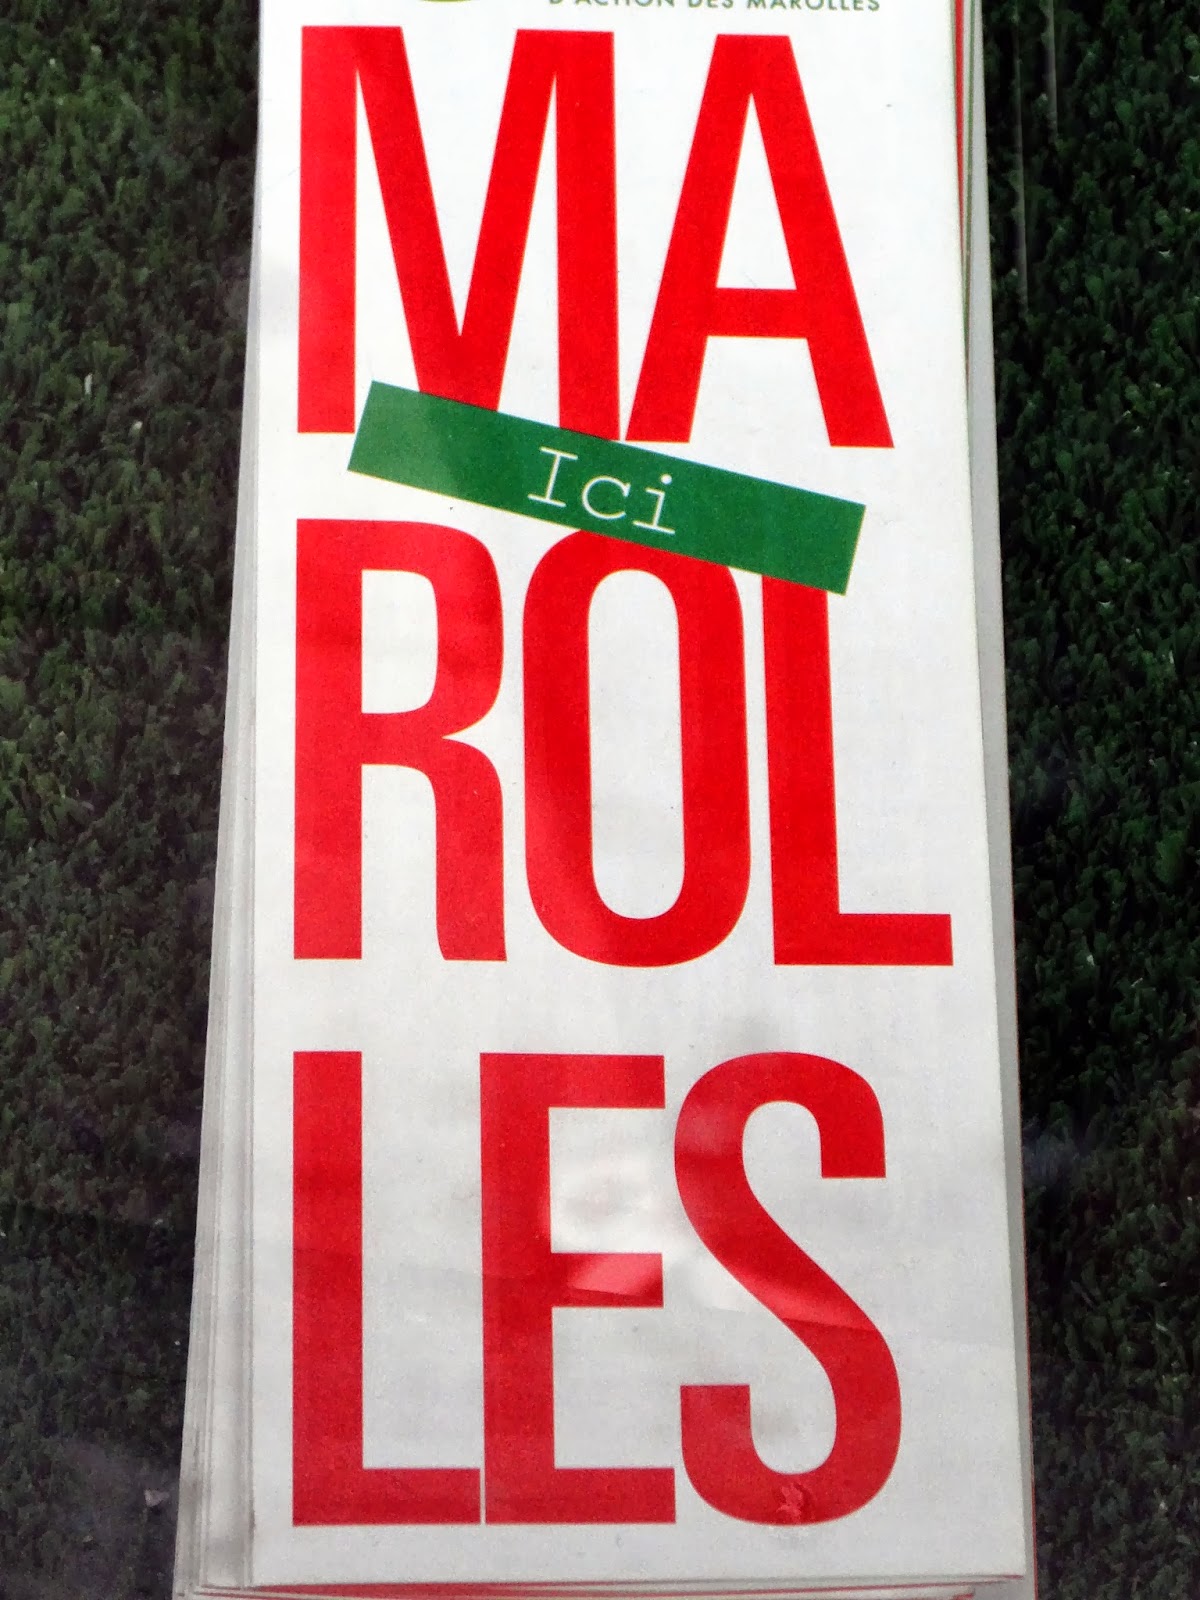 D'ACTION DES MAROLLES
MA
Ici
ROL
LES